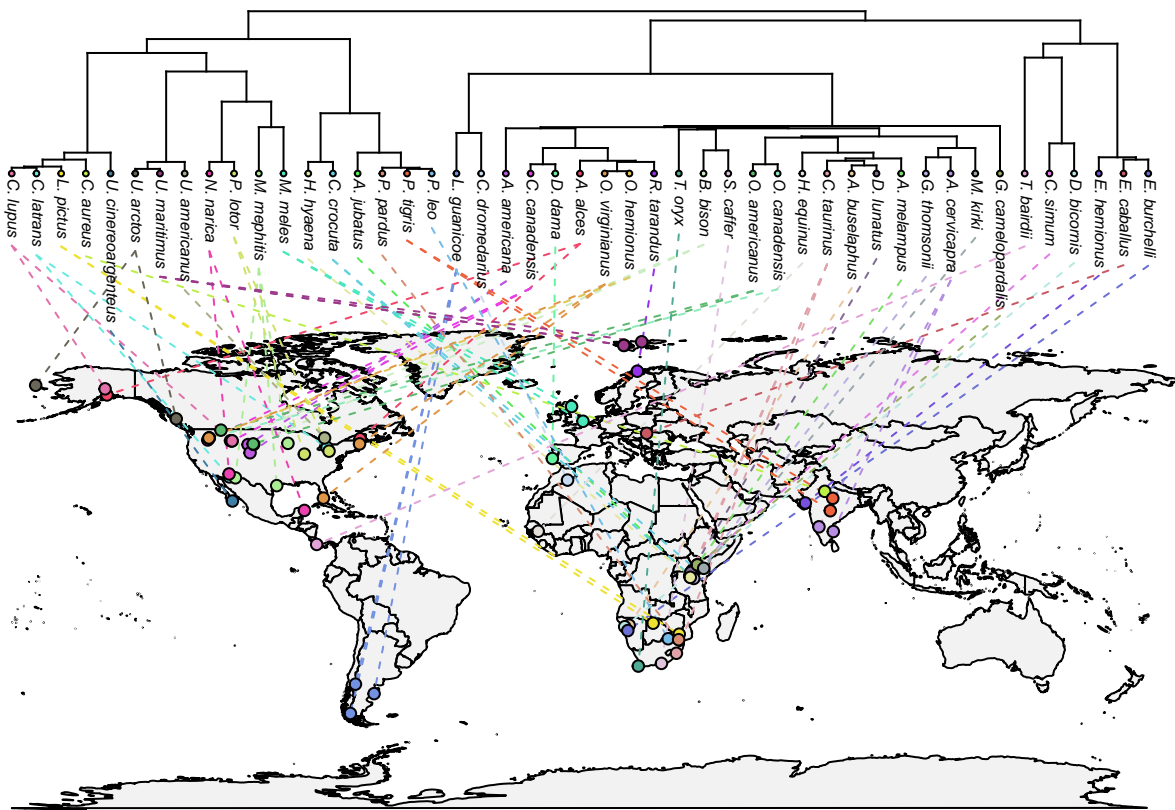 C. lupus
C. latrans
L. pictus
C. aureus
U. cinereoargenteus
U. arctos
U. maritimus
U. americanus
N. narica
P. lotor
M. mephitis
M. meles
H. hyaena
C. crocuta
A. jubatus
P. pardus
P. tigris
P. leo
L. guanicoe
C. dromedarius
A. americana
C. canadensis
D. dama
A. alces
O. virginianus
O. hemionus
R. tarandus
T. oryx
B. bison
S. caffer
O. americanus
O. canadensis
H. equinus
C. taurinus
A. buselaphus
D. lunatus
A. melampus
G. thomsonii
A. cervicapra
M. kirki
G. camelopardalis
T. bairdii
C. simum
D. bicornis
E. hemionus
E. caballus
E. burchelli